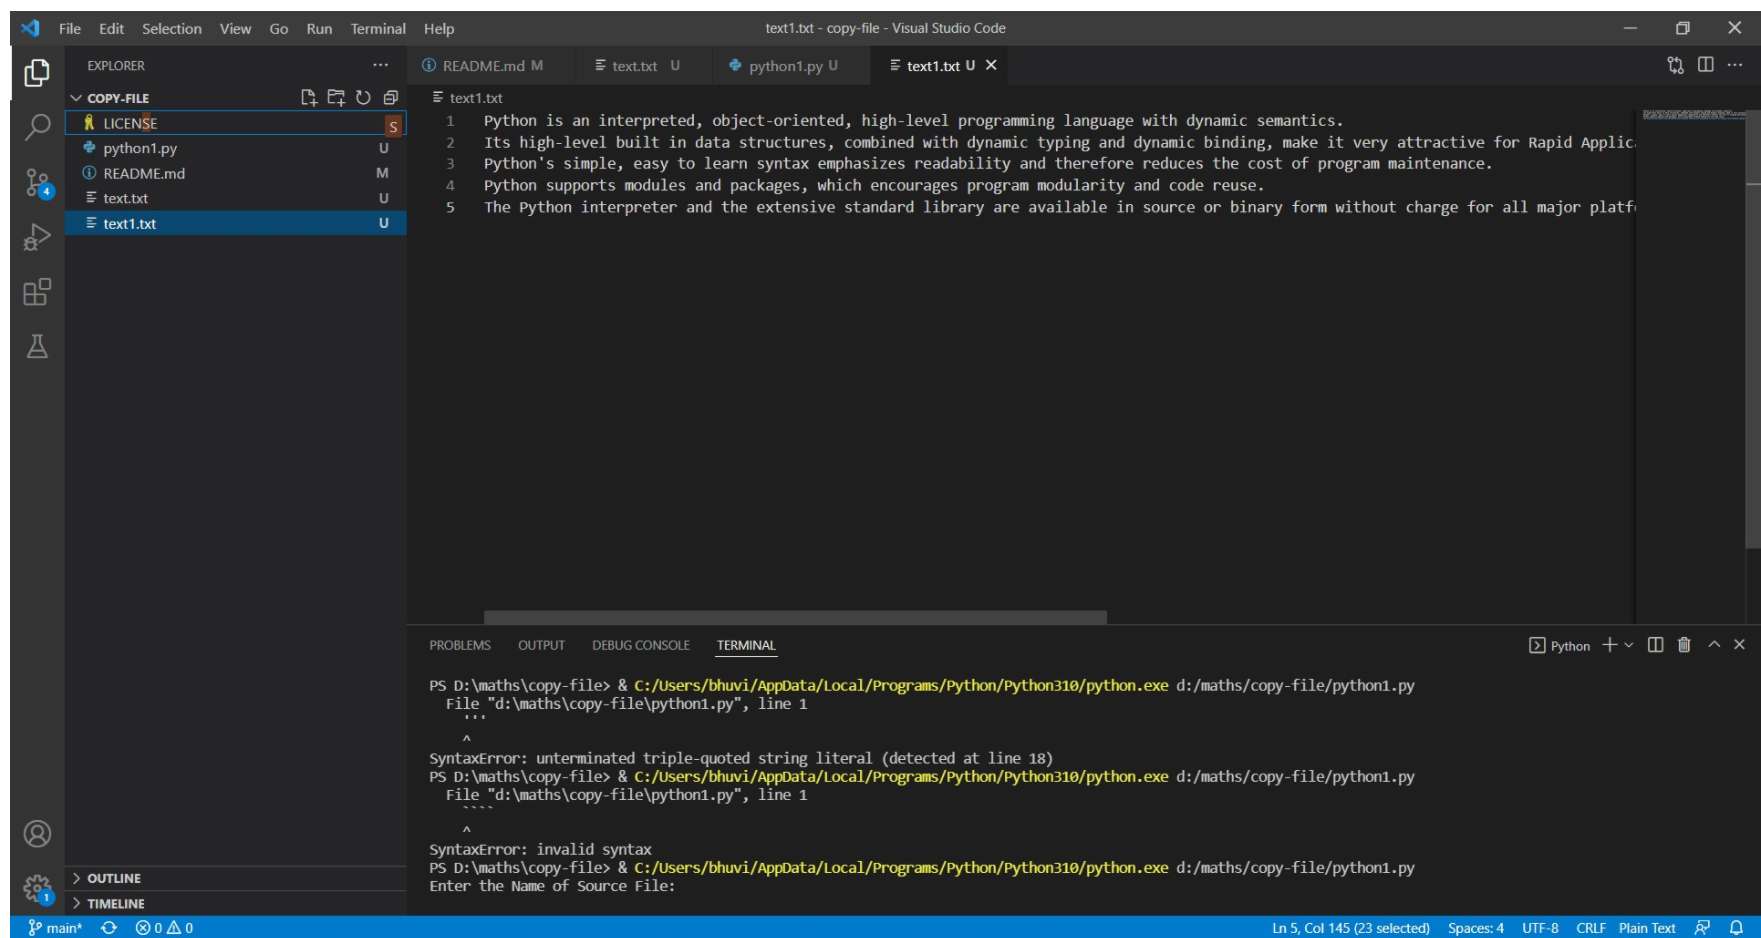 File Edit Selection View Go Run Terminal Help
text1.txt - copy-file - Visual Studio Code
EXPLORER
README.md M
text.txt U
python1.py U
text1.txt U
COPY-FILE
LICENSE S
python1.py U
README.md M
text.txt U
text1.txt U
4
text1.txt
1 Python is an interpreted, object-oriented, high-level programming language with dynamic semantics.
2 Its high-level built in data structures, combined with dynamic typing and dynamic binding, make it very attractive for Rapid Applic
3 Python's simple, easy to learn syntax emphasizes readability and therefore reduces the cost of program maintenance.
4 Python supports modules and packages, which encourages program modularity and code reuse.
5 The Python interpreter and the extensive standard library are available in source or binary form without charge for all major platf
PROBLEMS OUTPUT DEBUG CONSOLE TERMINAL
Python
PS D:\maths\copy-file> & C:/Users/bhuvi/AppData/Local/Programs/Python/Python310/python.exe d:/maths/copy-file/python1.py
File "d:\maths\copy-file\python1.py", line 1
'''
^
SyntaxError: unterminated triple-quoted string literal (detected at line 18)
PS D:\maths\copy-file> & C:/Users/bhuvi/AppData/Local/Programs/Python/Python310/python.exe d:/maths/copy-file/python1.py
File "d:\maths\copy-file\python1.py", line 1
````
^
SyntaxError: invalid syntax
PS D:\maths\copy-file> & C:/Users/bhuvi/AppData/Local/Programs/Python/Python310/python.exe d:/maths/copy-file/python1.py
Enter the Name of Source File:
OUTLINE
TIMELINE
1
main* 0 0
Ln 5, Col 145 (23 selected) Spaces: 4 UTF-8 CRLF Plain Text